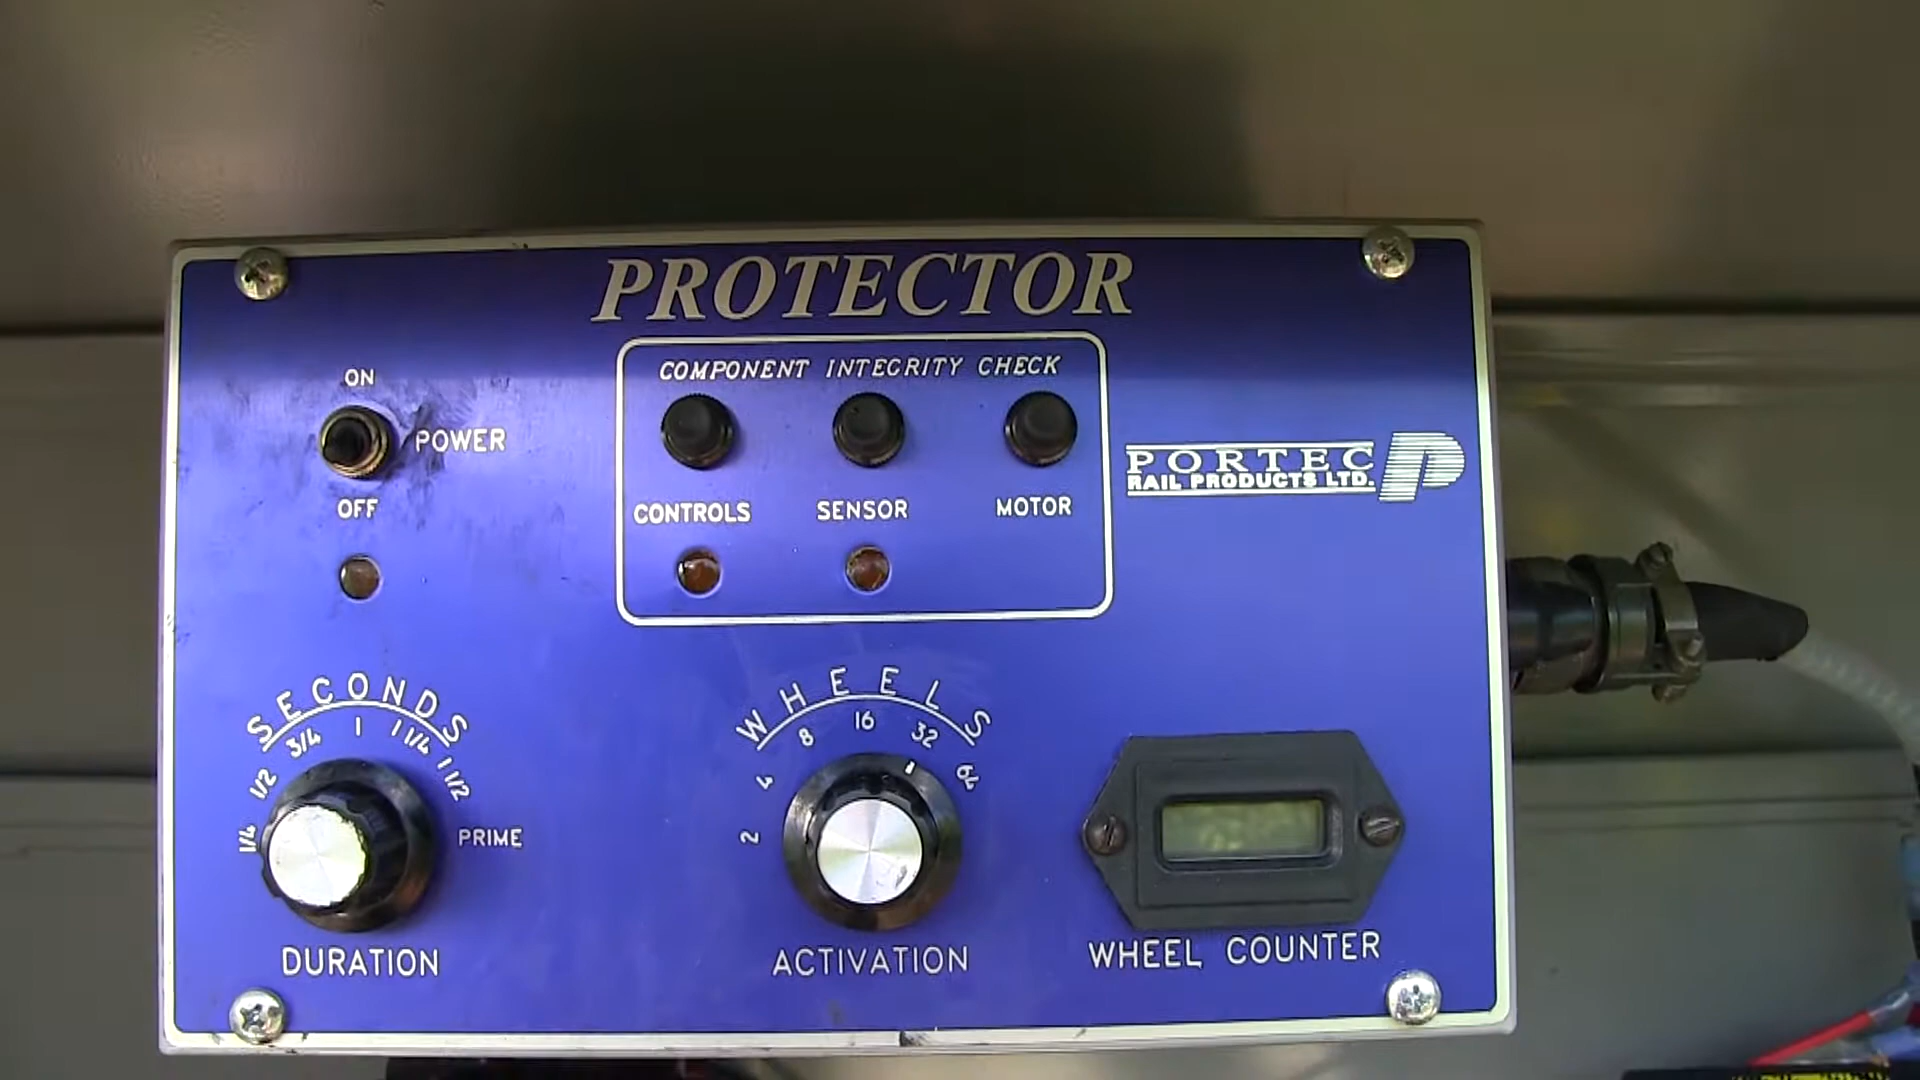 PROTECTOR
COMPONENT INTEGRITY CHECK
ON
POWER
OFF
CONTROLS
SENSOR
MOTOR
PORTEC
RAIL PRODUCTS LTD.
SECONDS
1/4 1/2 3/4 1 1 1/4 1 1/2 PRIME
DURATION
WHEELS
2 4 8 16 32 64
ACTIVATION
WHEEL COUNTER